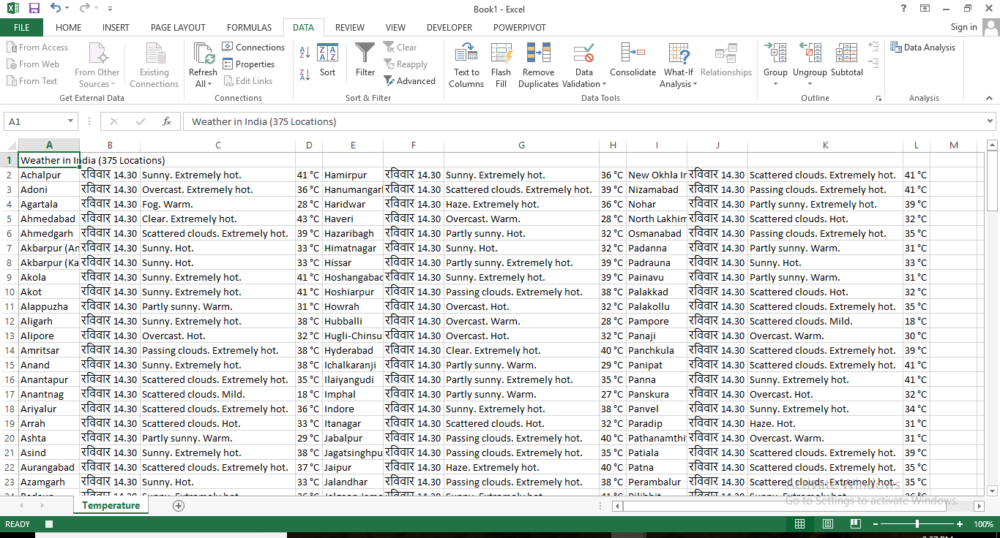 Book1 - Excel
FILE HOME INSERT PAGE LAYOUT FORMULAS DATA REVIEW VIEW DEVELOPER POWERPIVOT Sign in
From Access
From Web
From Text
From Other Sources
Get External Data
Existing Connections
Refresh All
Connections
Properties
Edit Links
Connections
Sort
Filter
Clear
Reapply
Advanced
Sort & Filter
Text to Columns
Flash Fill
Remove Duplicates
Data Validation
Consolidate
What-If Analysis
Relationships
Data Tools
Group
Ungroup
Subtotal
Outline
Data Analysis
Analysis
A1 fx Weather in India (375 Locations)
A B C D E F G H I J K L M
1 Weather in India (375 Locations)
2 Achalpur रविवार 14.30 Sunny. Extremely hot. 41 °C Hamirpur रविवार 14.30 Sunny. Extremely hot. 36 °C New Okhla रविवार 14.30 Scattered clouds. Extremely hot. 41 °C
3 Adoni रविवार 14.30 Overcast. Extremely hot. 36 °C Hanumangar रविवार 14.30 Scattered clouds. Extremely hot. 39 °C Nizamabad रविवार 14.30 Passing clouds. Extremely hot. 41 °C
4 Agartala रविवार 14.30 Fog. Warm. 28 °C Haridwar रविवार 14.30 Haze. Extremely hot. 36 °C Nohar रविवार 14.30 Partly sunny. Extremely hot. 39 °C
5 Ahmedabad रविवार 14.30 Clear. Extremely hot. 43 °C Haveri रविवार 14.30 Overcast. Warm. 28 °C North Lakhim रविवार 14.30 Scattered clouds. Hot. 32 °C
6 Ahmedgarh रविवार 14.30 Scattered clouds. Extremely hot. 39 °C Hazaribagh रविवार 14.30 Partly sunny. Hot. 32 °C Osmanabad रविवार 14.30 Passing clouds. Extremely hot. 35 °C
7 Akbarpur (Am रविवार 14.30 Sunny. Hot. 33 °C Himatnagar रविवार 14.30 Sunny. Hot. 32 °C Padanna रविवार 14.30 Partly sunny. Warm. 31 °C
8 Akbarpur (Ka रविवार 14.30 Sunny. Hot. 33 °C Hissar रविवार 14.30 Partly sunny. Extremely hot. 39 °C Padrauna रविवार 14.30 Sunny. Hot. 33 °C
9 Akola रविवार 14.30 Sunny. Extremely hot. 41 °C Hoshangabad रविवार 14.30 Sunny. Extremely hot. 39 °C Painavu रविवार 14.30 Partly sunny. Warm. 31 °C
10 Akot रविवार 14.30 Sunny. Extremely hot. 41 °C Hoshiarpur रविवार 14.30 Passing clouds. Extremely hot. 38 °C Palakkad रविवार 14.30 Scattered clouds. Hot. 32 °C
11 Alappuzha रविवार 14.30 Partly sunny. Warm. 31 °C Howrah रविवार 14.30 Overcast. Hot. 32 °C Palakollu रविवार 14.30 Scattered clouds. Extremely hot. 35 °C
12 Aligarh रविवार 14.30 Sunny. Extremely hot. 38 °C Hubballi रविवार 14.30 Overcast. Warm. 28 °C Pampore रविवार 14.30 Scattered clouds. Mild. 18 °C
13 Alipore रविवार 14.30 Overcast. Hot. 32 °C Hugli-Chinsu रविवार 14.30 Overcast. Hot. 32 °C Panaji रविवार 14.30 Overcast. Warm. 30 °C
14 Amritsar रविवार 14.30 Passing clouds. Extremely hot. 38 °C Hyderabad रविवार 14.30 Clear. Extremely hot. 40 °C Panchkula रविवार 14.30 Scattered clouds. Extremely hot. 39 °C
15 Anand रविवार 14.30 Sunny. Extremely hot. 38 °C Ichalkaranji रविवार 14.30 Partly sunny. Warm. 29 °C Panipat रविवार 14.30 Scattered clouds. Extremely hot. 41 °C
16 Anantapur रविवार 14.30 Scattered clouds. Extremely hot. 35 °C Ilaiyangudi रविवार 14.30 Partly sunny. Extremely hot. 35 °C Panna रविवार 14.30 Sunny. Extremely hot. 41 °C
17 Anantnag रविवार 14.30 Scattered clouds. Mild. 18 °C Imphal रविवार 14.30 Partly sunny. Warm. 27 °C Panskura रविवार 14.30 Overcast. Hot. 32 °C
18 Ariyalur रविवार 14.30 Scattered clouds. Extremely hot. 36 °C Indore रविवार 14.30 Sunny. Extremely hot. 38 °C Panvel रविवार 14.30 Sunny. Extremely hot. 34 °C
19 Arrah रविवार 14.30 Scattered clouds. Hot. 33 °C Itanagar रविवार 14.30 Scattered clouds. Hot. 32 °C Paradip रविवार 14.30 Haze. Hot. 31 °C
20 Ashta रविवार 14.30 Partly sunny. Warm. 29 °C Jabalpur रविवार 14.30 Passing clouds. Extremely hot. 40 °C Pathanamthi रविवार 14.30 Overcast. Warm. 31 °C
21 Asind रविवार 14.30 Sunny. Extremely hot. 38 °C Jagatsinghpu रविवार 14.30 Passing clouds. Extremely hot. 35 °C Patiala रविवार 14.30 Scattered clouds. Extremely hot. 39 °C
22 Aurangabad रविवार 14.30 Scattered clouds. Extremely hot. 37 °C Jaipur रविवार 14.30 Haze. Extremely hot. 40 °C Patna रविवार 14.30 Scattered clouds. Extremely hot. 35 °C
23 Azamgarh रविवार 14.30 Sunny. Hot. 33 °C Jalandhar रविवार 14.30 Passing clouds. Extremely hot. 38 °C Perambalur रविवार 14.30 Scattered clouds. Extremely hot. 35 °C
Activate Windows
Go to Settings to activate Windows.
Temperature
READY 100%